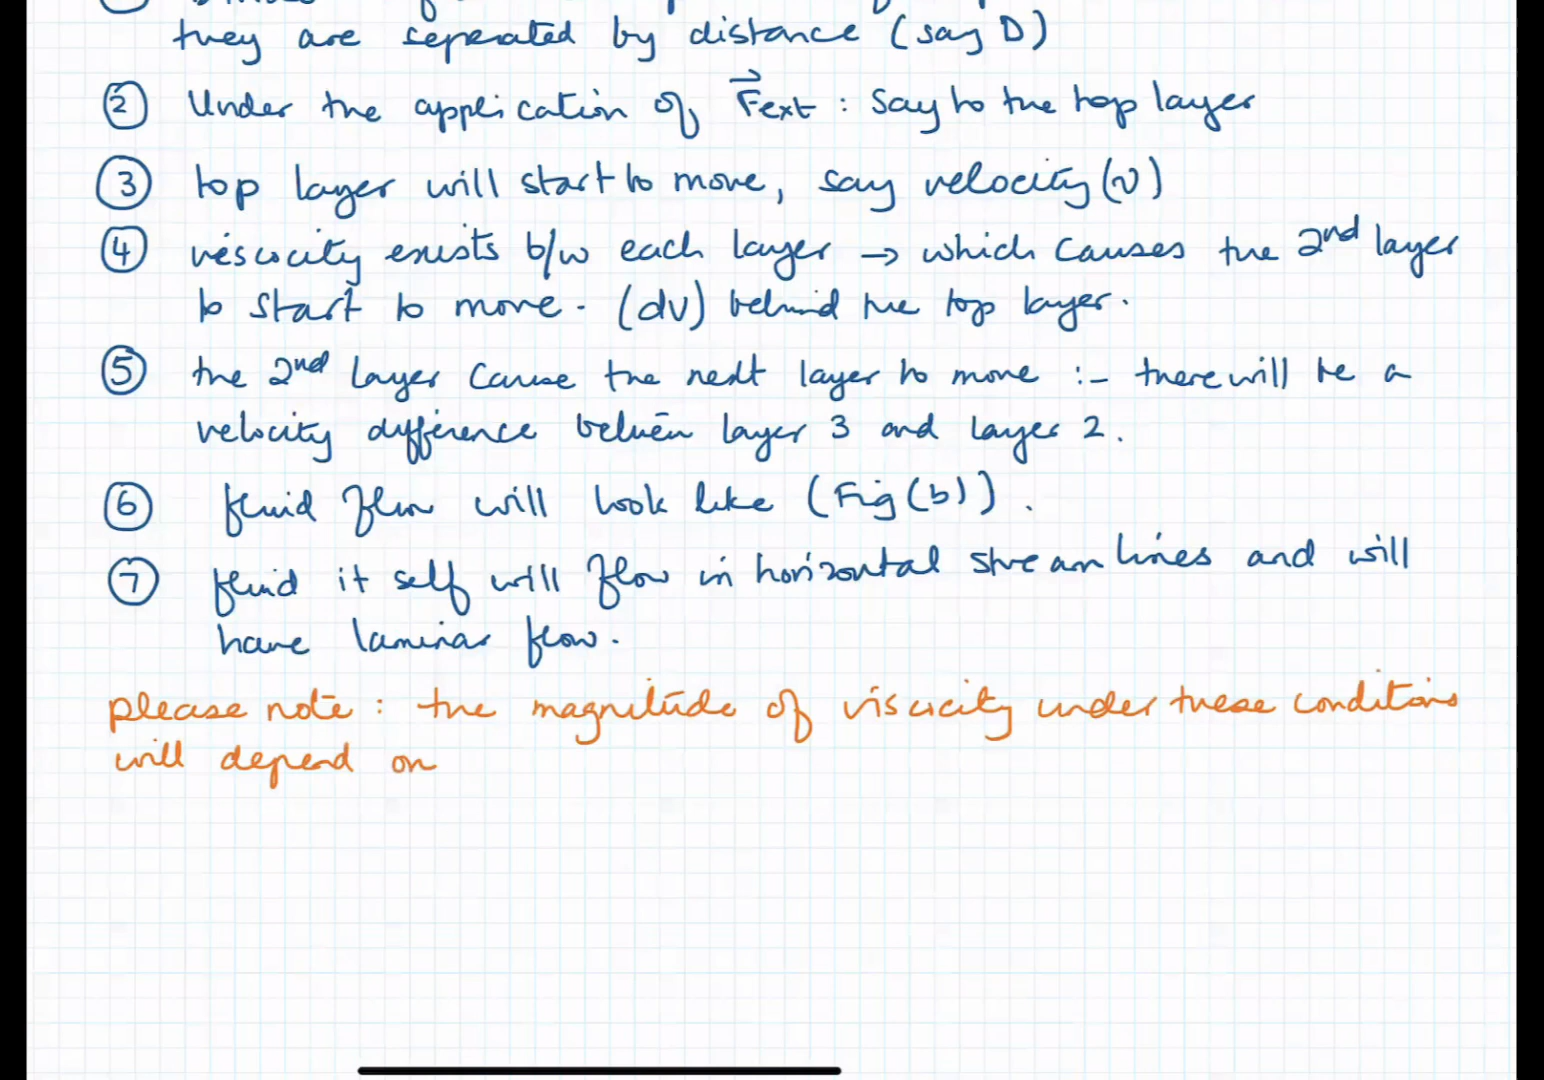 they are seperated by distance (say D)
② Under the application of F⃗ext : say to the top layer
③ top layer will start to move, say velocity (v)
④ viscocity exists b/w each layer → which causes the 2nd layer
to start to move. (dv) behind the top layer.
⑤ the 2nd layer cause the next layer to move :- there will be a
velocity difference between layer 3 and layer 2.
⑥ fluid flow will look like (Fig (b)) .
⑦ fluid it self will flow in horizontal stream lines and will
have laminar flow.
please note : the magnitude of viscicity under these conditions
will depend on